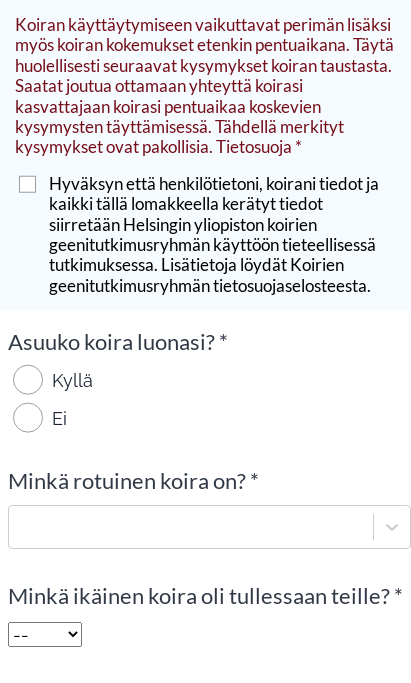 Koiran käyttäytymiseen vaikuttavat perimän lisäksi
myös koiran kokemukset etenkin pentuaikana. Täytä
huolellisesti seuraavat kysymykset koiran taustasta.
Saatat joutua ottamaan yhteyttä koirasi
kasvattajaan koirasi pentuaikaa koskevien
kysymysten täyttämisessä. Tähdellä merkityt
kysymykset ovat pakollisia. Tietosuoja *
Hyväksyn että henkilötietoni, koirani tiedot ja
kaikki tällä lomakkeella kerätyt tiedot
siirretään Helsingin yliopiston koirien
geenitutkimusryhmän käyttöön tieteellisessä
tutkimuksessa. Lisätietoja löydät Koirien
geenitutkimusryhmän tietosuojaselosteesta.
Asuuko koira luonasi? *
Kyllä
Ei
Minkä rotuinen koira on? *
Minkä ikäinen koira oli tullessaan teille? *
--